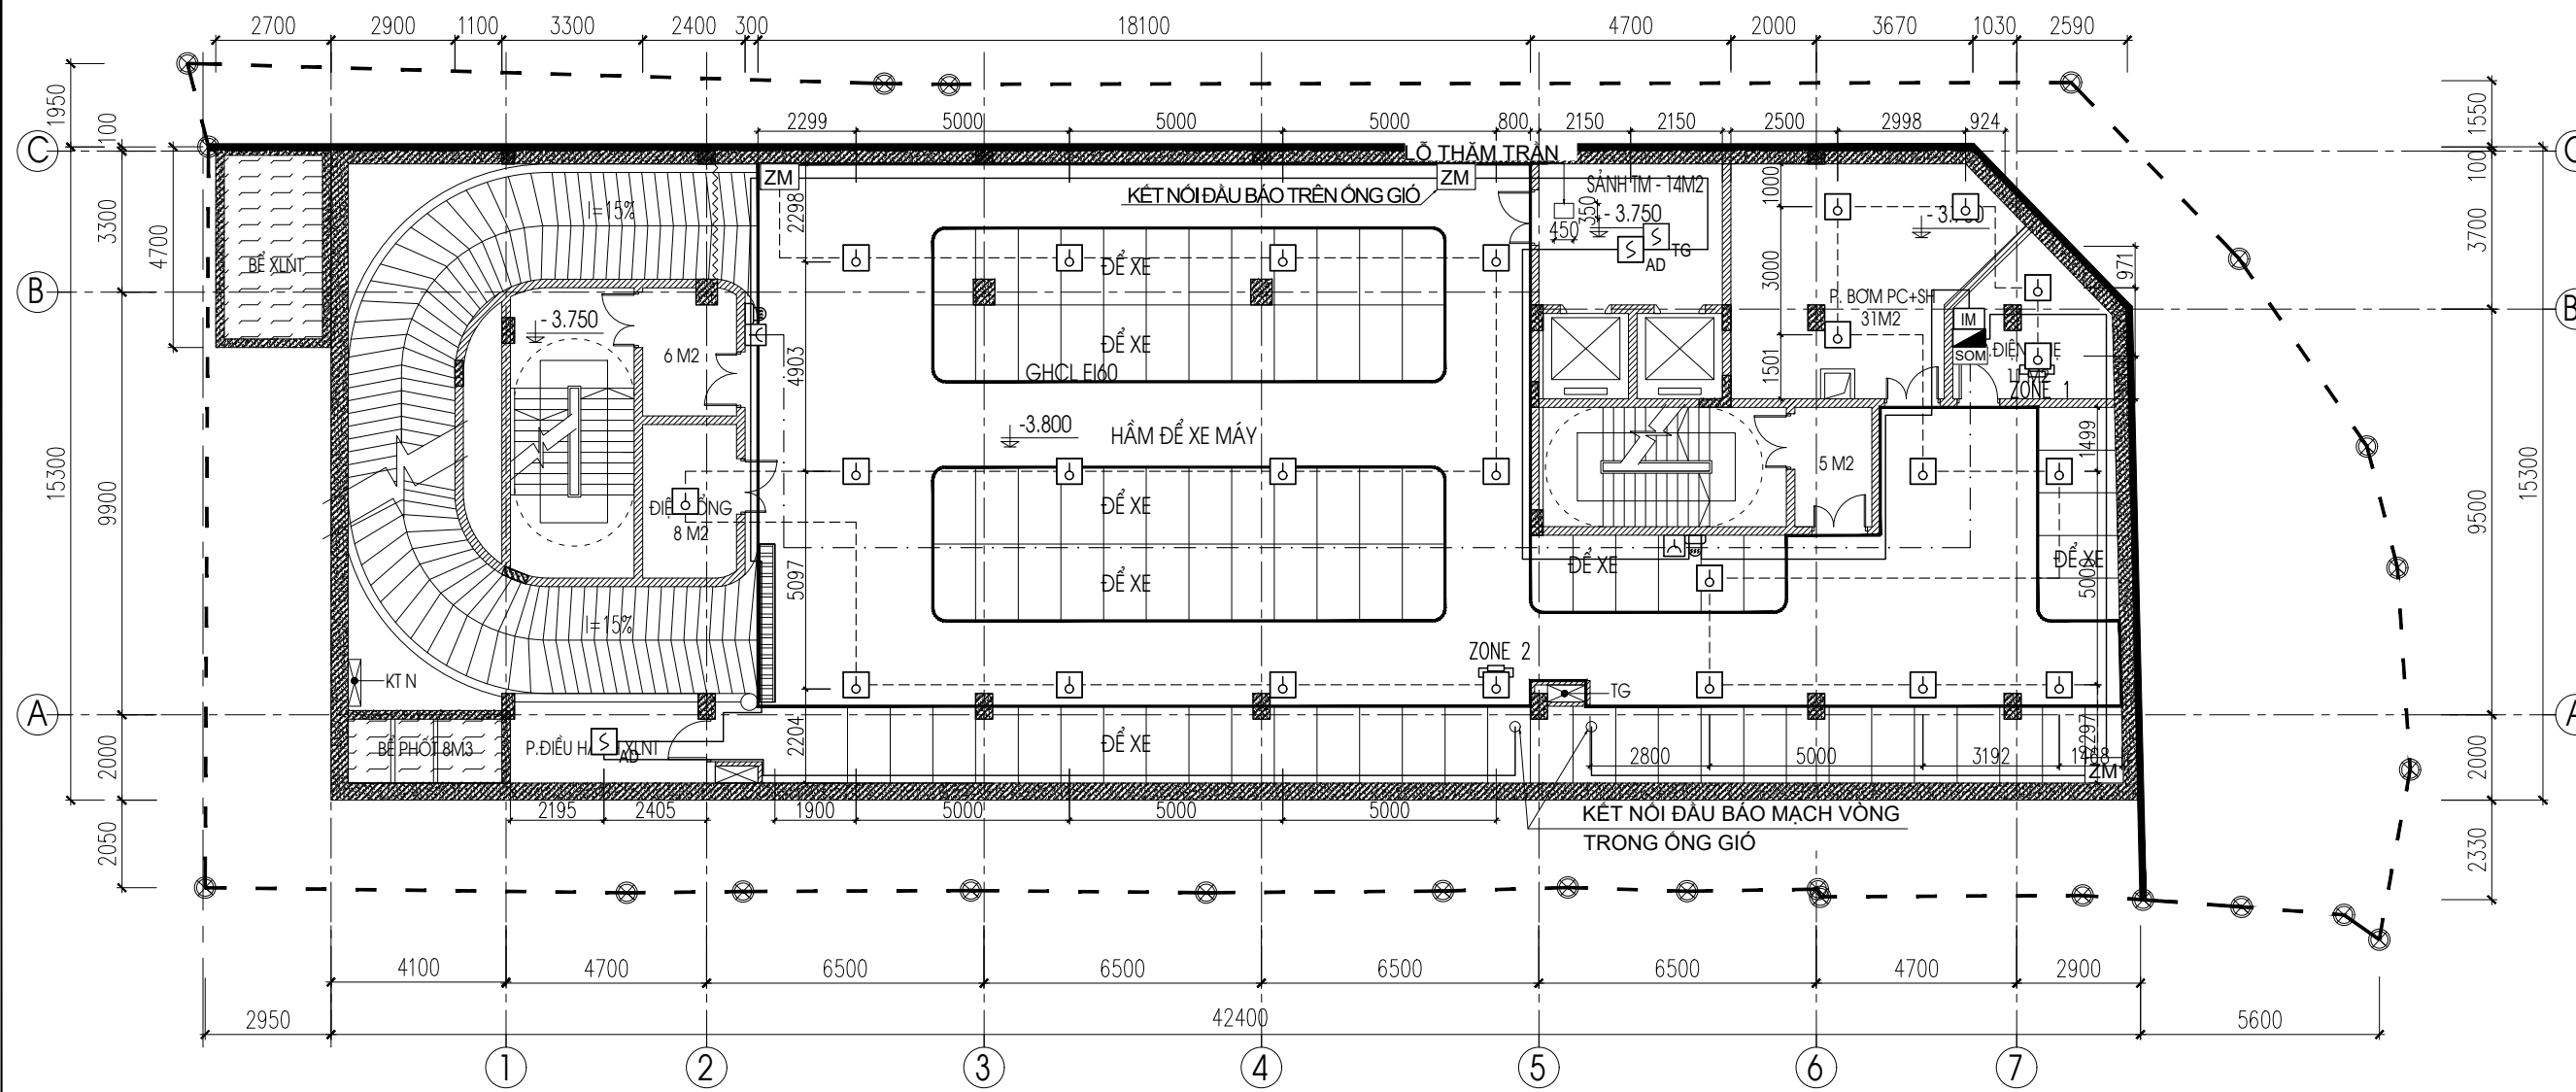 2700 2900 1100 3300 2400 300 18100 4700 2000 3670 1030 2590
1950
100
3300
4700
9900
15300
2000
2050
2299 5000 5000 5000 800 2150 2150 2500 2998 924
1550
100
3700
9500
15300
2000
2330
C
B
A
LỖ THĂM TRẦN
ZM
ZM
KẾT NỐI ĐẦU BÁO TRÊN ỐNG GIÓ
SẢNH TM - 14M2
- 3.750
350
450
AD
TG
2298
4903
5097
2204
1000
3000
1501
971
BỂ XLNT
I=15%
- 3.750
6 M2
ĐỂ XE
ĐỂ XE
GHCL EI60
-3.800
HẦM ĐỂ XE MÁY
P. BƠM PC+SH
31M2
IM
SOM
ZONE 1
1499
5 M2
8 M2
ĐỂ XE
ĐỂ XE
ĐỂ XE
ĐỂ XE
5000
I=15%
ZONE 2
KT N
TG
2297
BỂ PHỐT 8M3
AD
ĐỂ XE
2800 5000 3192 1468
ZM
2195 2405 1900 5000 5000 5000
KẾT NỐI ĐẦU BÁO MẠCH VÒNG
TRONG ỐNG GIÓ
4100 4700 6500 6500 6500 6500 4700 2900
2950 42400 5600
1 2 3 4 5 6 7